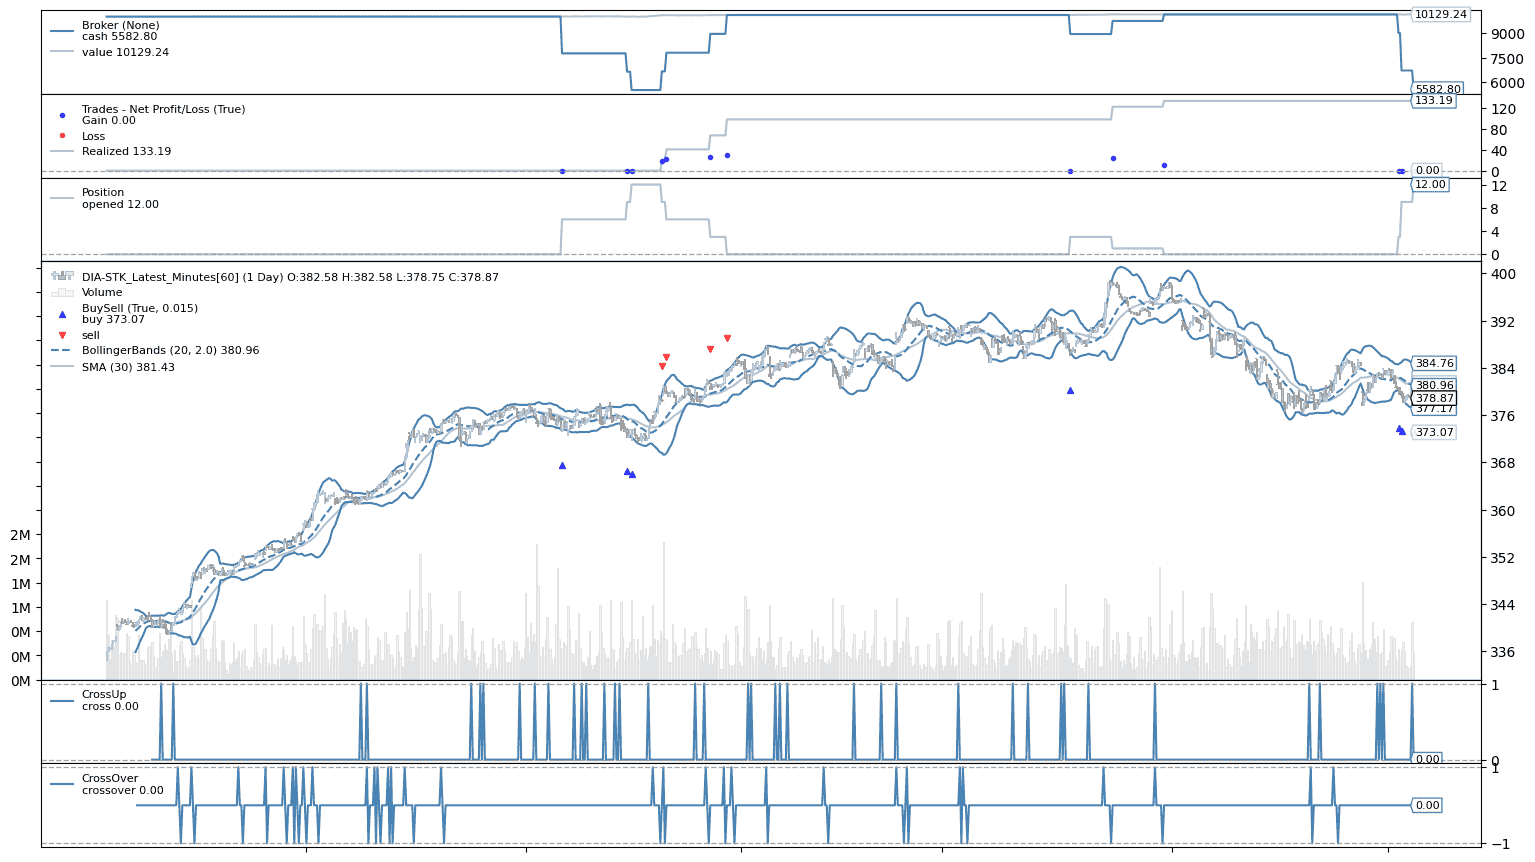 Broker (None)
cash 5582.80
value 10129.24
10129.24
9000
7500
6000
5582.80
Trades - Net Profit/Loss (True)
Gain 0.00
Loss
Realized 133.19
133.19
120
80
40
0.00
0
Position
opened 12.00
12.00
12
8
4
0
DIA-STK_Latest_Minutes[60] (1 Day) O:382.58 H:382.58 L:378.75 C:378.87
Volume
BuySell (True, 0.015)
buy 373.07
sell
BollingerBands (20, 2.0) 380.96
SMA (30) 381.43
400
392
384
384.76
380.96
378.87
377.17
376
373.07
368
360
352
344
336
2M
2M
1M
1M
0M
0M
0M
CrossUp
cross 0.00
1
0.00
0
CrossOver
crossover 0.00
1
0.00
−1